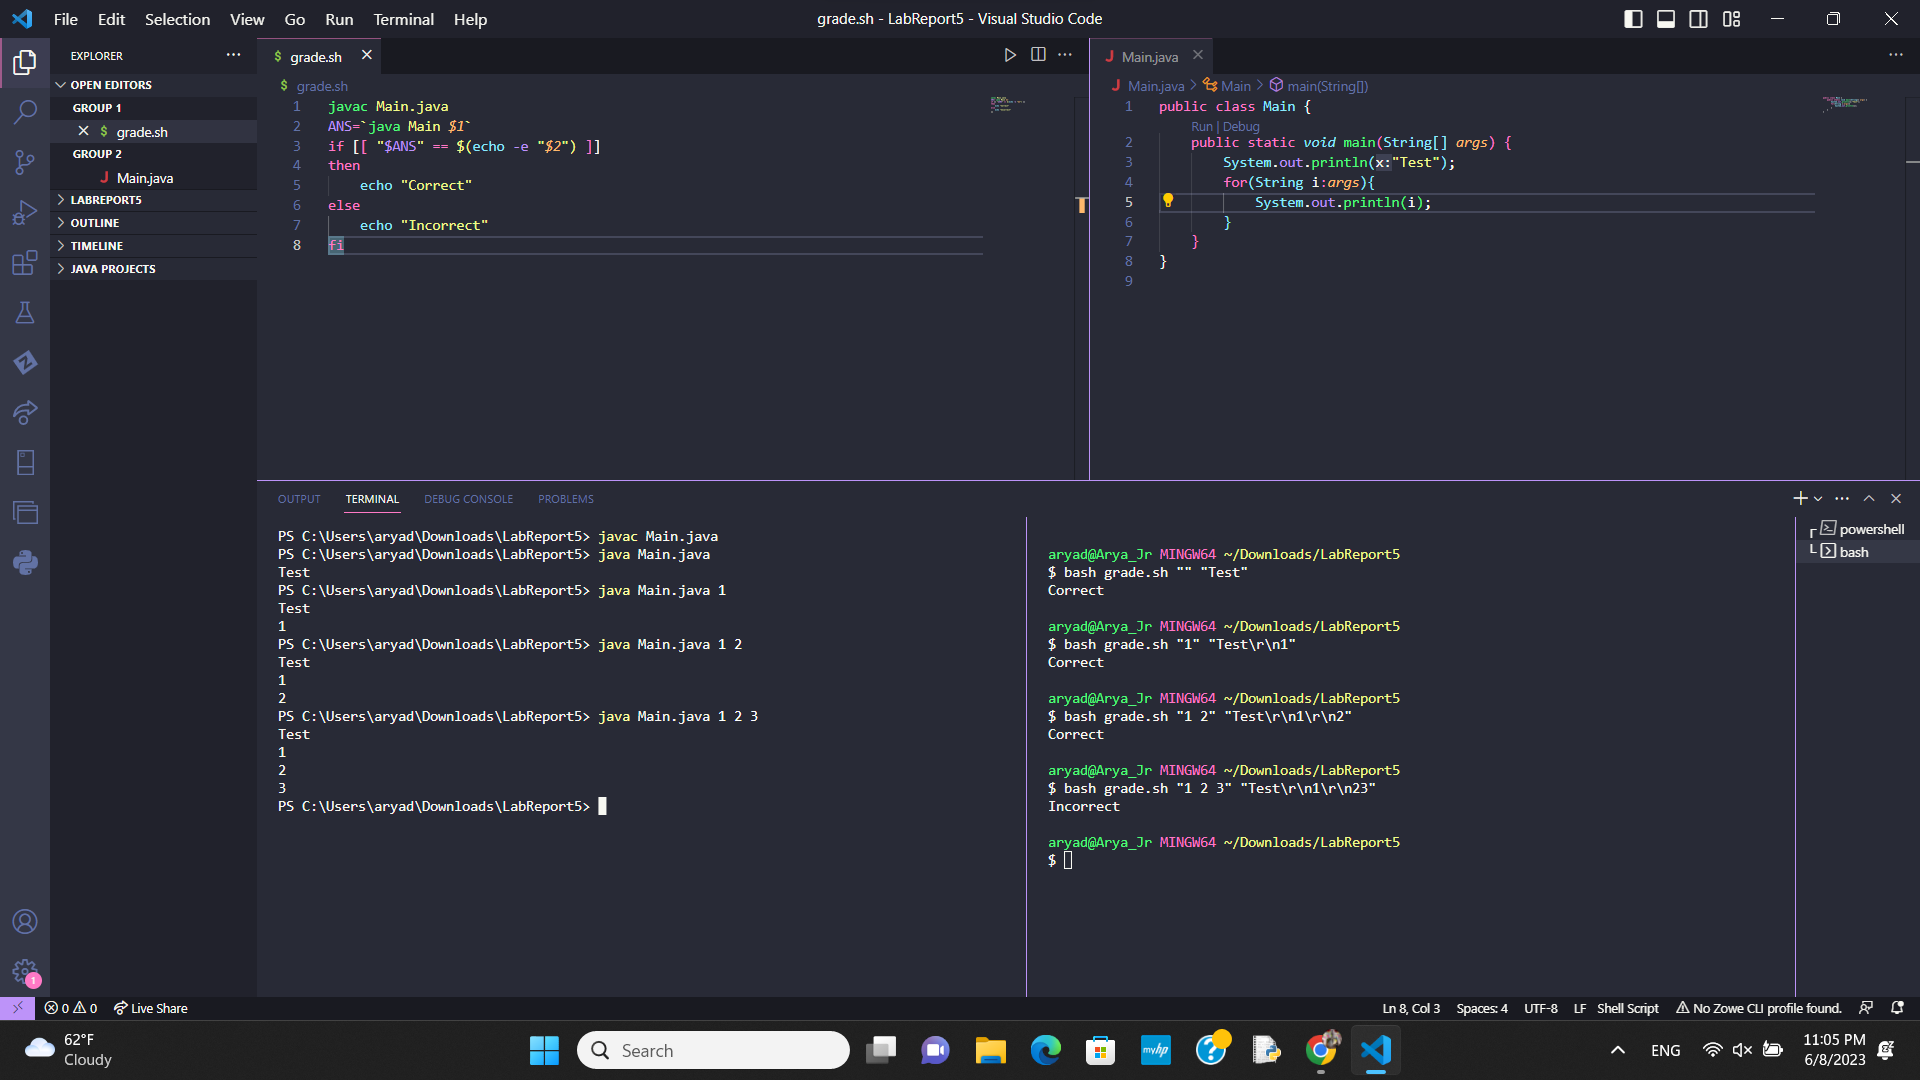 File Edit Selection View Go Run Terminal Help
grade.sh - LabReport5 - Visual Studio Code
EXPLORER
OPEN EDITORS
GROUP 1
$ grade.sh
GROUP 2
J Main.java
LABREPORT5
OUTLINE
TIMELINE
JAVA PROJECTS
$ grade.sh
$ grade.sh
1 javac Main.java
2 ANS=`java Main $1`
3 if [[ "$ANS" == $(echo -e "$2") ]]
4 then
5 echo "Correct"
6 else
7 echo "Incorrect"
8 fi
J Main.java
J Main.java > Main > main(String[])
1 public class Main {
Run | Debug
2 public static void main(String[] args) {
3 System.out.println(x:"Test");
4 for(String i:args){
5 System.out.println(i);
6 }
7 }
8 }
9
OUTPUT TERMINAL DEBUG CONSOLE PROBLEMS
PS C:\Users\aryad\Downloads\LabReport5> javac Main.java
PS C:\Users\aryad\Downloads\LabReport5> java Main.java
Test
PS C:\Users\aryad\Downloads\LabReport5> java Main.java 1
Test
1
PS C:\Users\aryad\Downloads\LabReport5> java Main.java 1 2
Test
1
2
PS C:\Users\aryad\Downloads\LabReport5> java Main.java 1 2 3
Test
1
2
3
PS C:\Users\aryad\Downloads\LabReport5>
aryad@Arya_Jr MINGW64 ~/Downloads/LabReport5
$ bash grade.sh "" "Test"
Correct
aryad@Arya_Jr MINGW64 ~/Downloads/LabReport5
$ bash grade.sh "1" "Test\r\n1"
Correct
aryad@Arya_Jr MINGW64 ~/Downloads/LabReport5
$ bash grade.sh "1 2" "Test\r\n1\r\n2"
Correct
aryad@Arya_Jr MINGW64 ~/Downloads/LabReport5
$ bash grade.sh "1 2 3" "Test\r\n1\r\n23"
Incorrect
aryad@Arya_Jr MINGW64 ~/Downloads/LabReport5
$
powershell
bash
1
0 0 Live Share
Ln 8, Col 3 Spaces: 4 UTF-8 LF Shell Script No Zowe CLI profile found.
62°F
Cloudy
Search
myhp
ENG
11:05 PM
6/8/2023